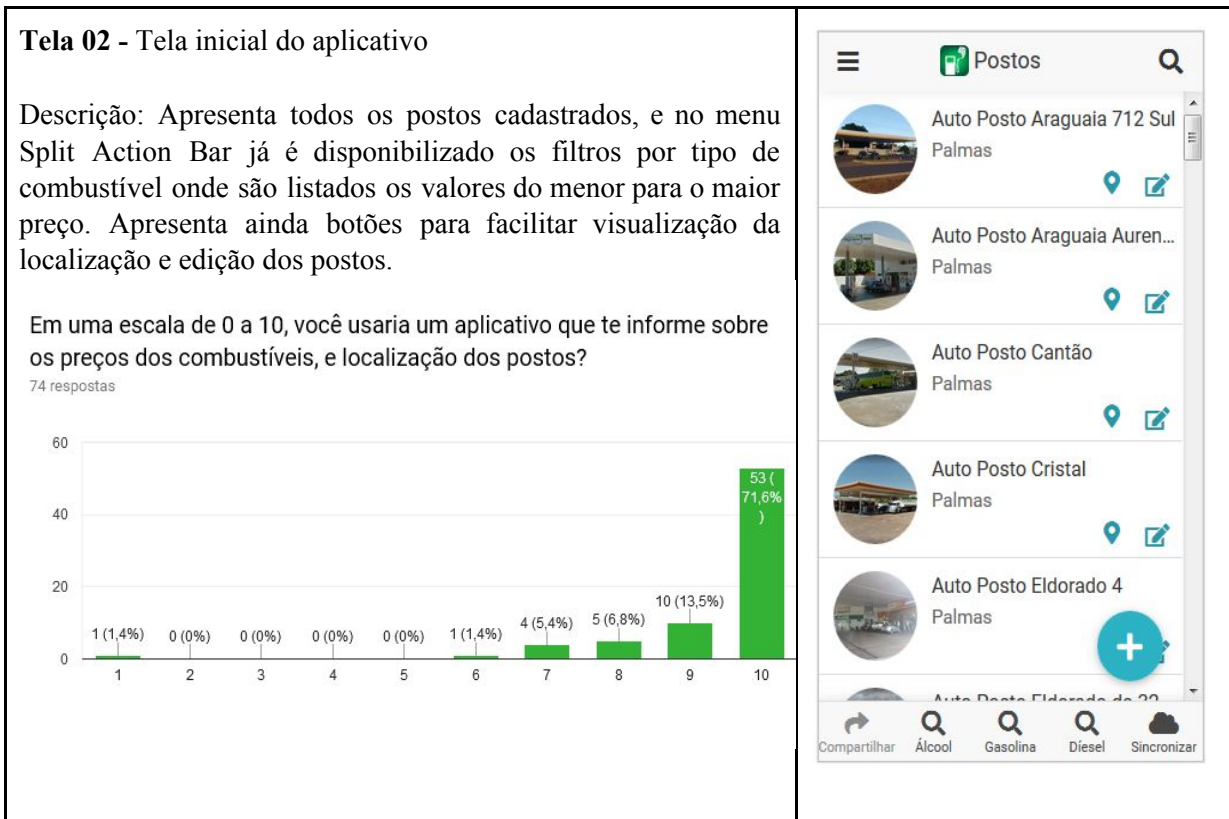 Tela 02 - Tela inicial do aplicativo
Descrição: Apresenta todos os postos cadastrados, e no menu
Split Action Bar já é disponibilizado os filtros por tipo de
combustível onde são listados os valores do menor para o maior
preço. Apresenta ainda botões para facilitar visualização da
localização e edição dos postos.
Em uma escala de 0 a 10, você usaria um aplicativo que te informe sobre
os preços dos combustíveis, e localização dos postos?
74 respostas
60
40
20
0
1 (1,4%)
0 (0%)
0 (0%)
0 (0%)
0 (0%)
1 (1,4%)
4 (5,4%)
5 (6,8%)
10 (13,5%)
53 (
71,6%
)
1 2 3 4 5 6 7 8 9 10
Postos
Auto Posto Araguaia 712 Sul
Palmas
Auto Posto Araguaia Auren...
Palmas
Auto Posto Cantão
Palmas
Auto Posto Cristal
Palmas
Auto Posto Eldorado 4
Palmas
Compartilhar Álcool Gasolina Díesel Sincronizar